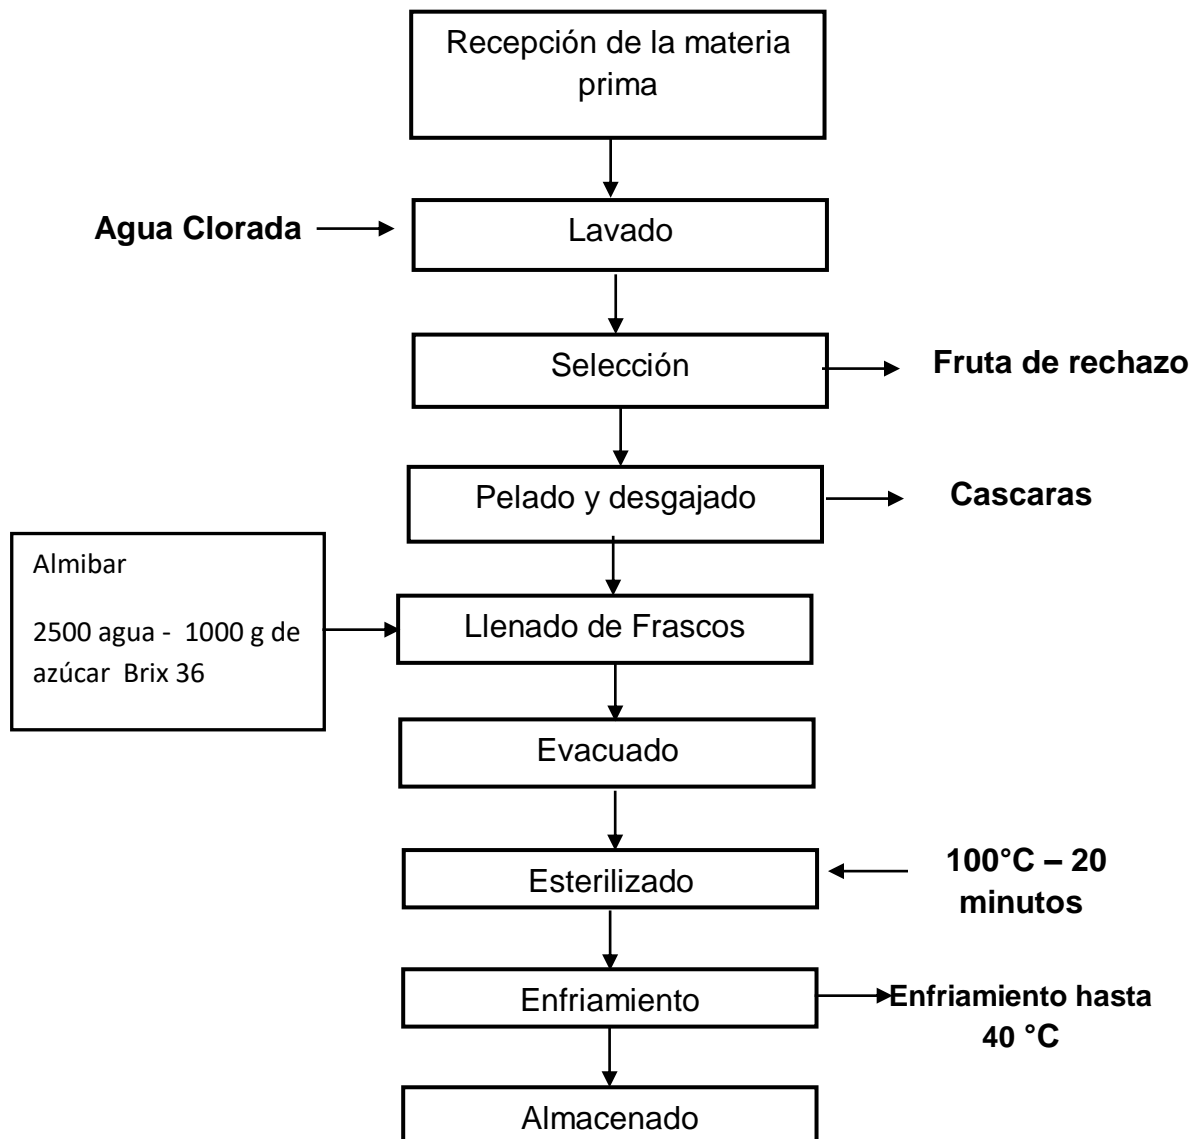 Recepción de la materia
prima
Agua Clorada
Lavado
Selección
Fruta de rechazo
Pelado y desgajado
Cascaras
Almibar
2500 agua - 1000 g de
azúcar Brix 36
Llenado de Frascos
Evacuado
Esterilizado
100°C – 20
minutos
Enfriamiento
Enfriamiento hasta
40 °C
Almacenado